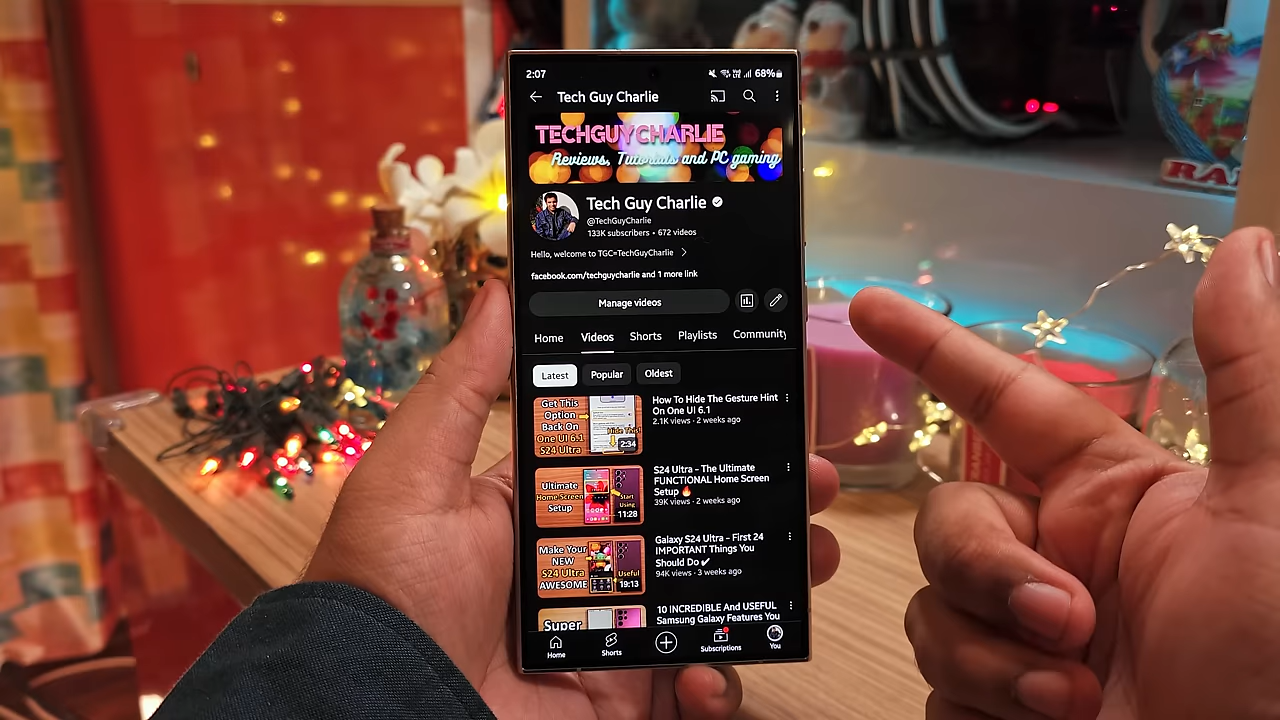 2:07
68%
Tech Guy Charlie
TECHGUYCHARLIE
Reviews, Tutorials and PC gaming
Tech Guy Charlie
@TechGuyCharlie
133K subscribers • 672 videos
Hello, welcome to TGC=TechGuyCharlie
facebook.com/techguycharlie and 1 more link
Manage videos
Home Videos Shorts Playlists Community
Latest Popular Oldest
Get This
Option
Back On
One UI 6.1
S24 Ultra
Hide This!
2:34
How To Hide The Gesture Hint
On One UI 6.1
2.1K views • 2 weeks ago
Ultimate
Home Screen
Setup
Start
Using
11:28
S24 Ultra – The Ultimate
FUNCTIONAL Home Screen
Setup 🔥
39K views • 2 weeks ago
Make Your
NEW
S24 Ultra
AWESOME
Useful
19:13
Galaxy S24 Ultra – First 24
IMPORTANT Things You
Should Do ✔
94K views • 3 weeks ago
Super
10 INCREDIBLE And USEFUL
Samsung Galaxy Features You
Home
Shorts
Subscriptions
You